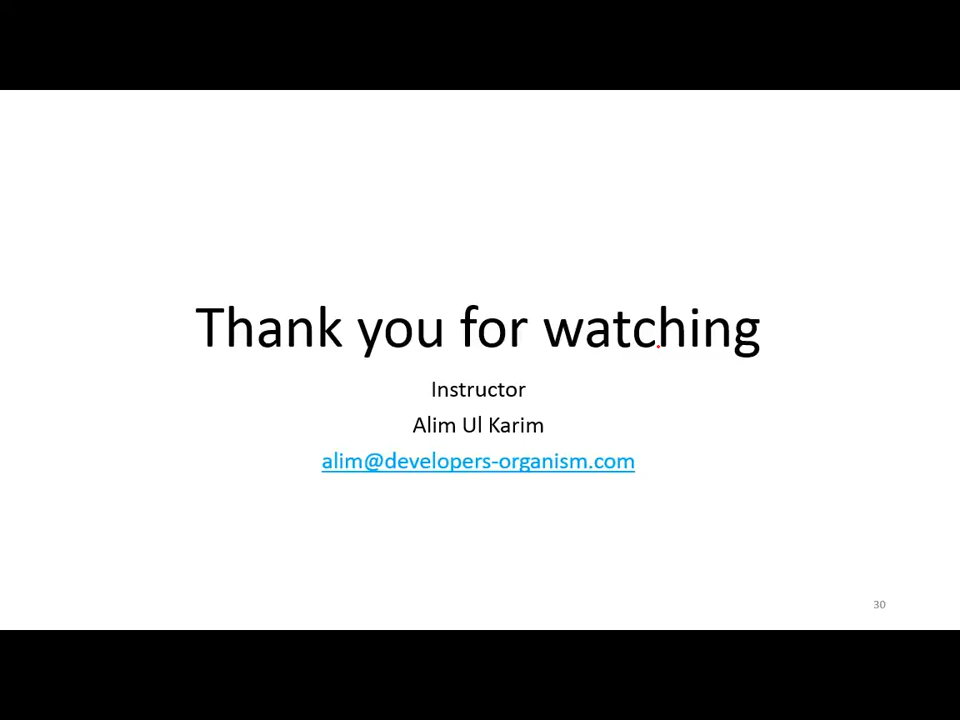 Thank you for watching
Instructor
Alim Ul Karim
alim@developers-organism.com
30